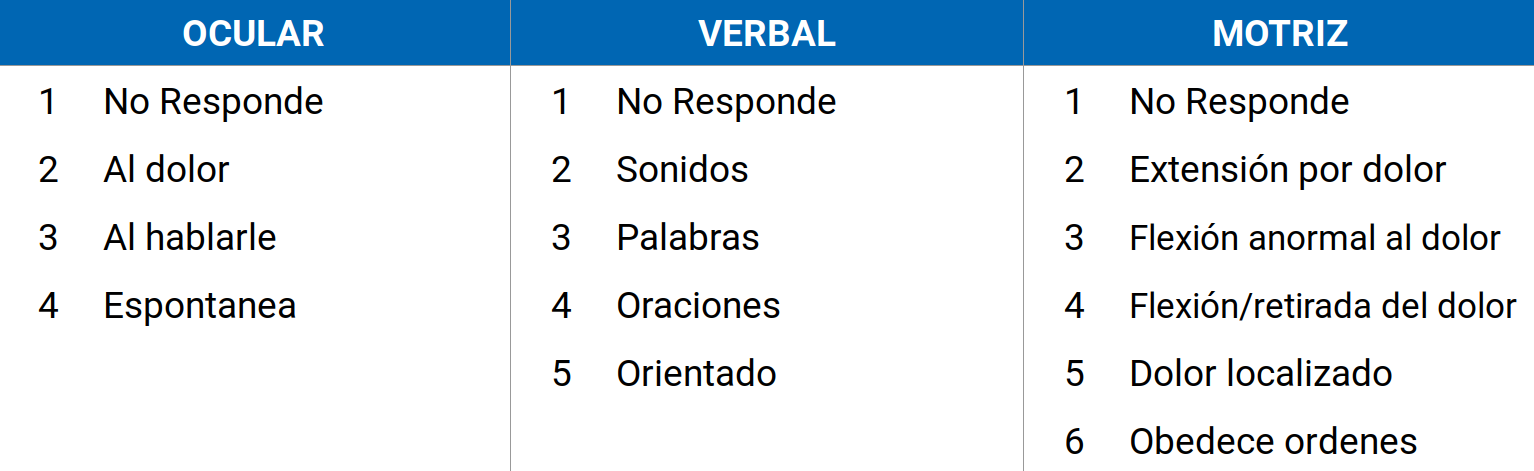 OCULAR VERBAL MOTRIZ
1 No Responde 1 No Responde 1 No Responde
2 Al dolor 2 Sonidos 2 Extensión por dolor
3 Al hablarle 3 Palabras 3 Flexión anormal al dolor
4 Espontanea 4 Oraciones 4 Flexión/retirada del dolor
5 Orientado 5 Dolor localizado
6 Obedece ordenes